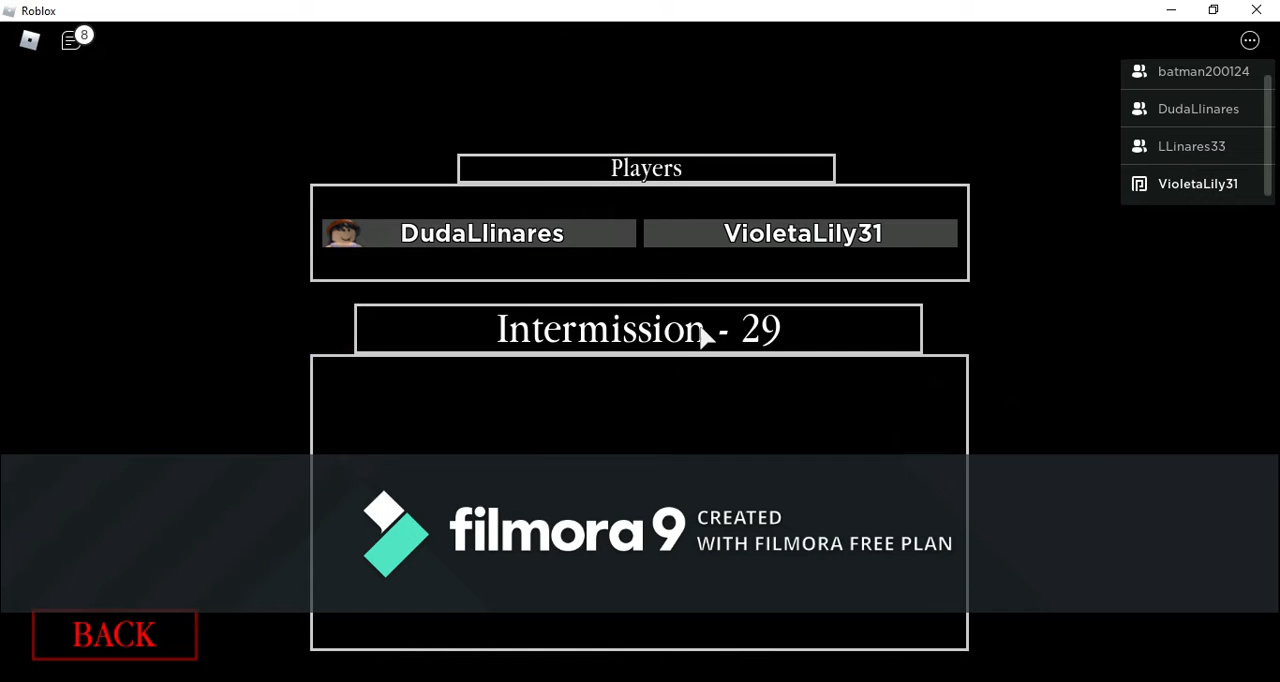 Roblox
8
batman200124
DudaLlinares
LLinares33
VioletaLily31
Players
DudaLlinares VioletaLily31
Intermission - 29
filmora 9 CREATED
WITH FILMORA FREE PLAN
BACK